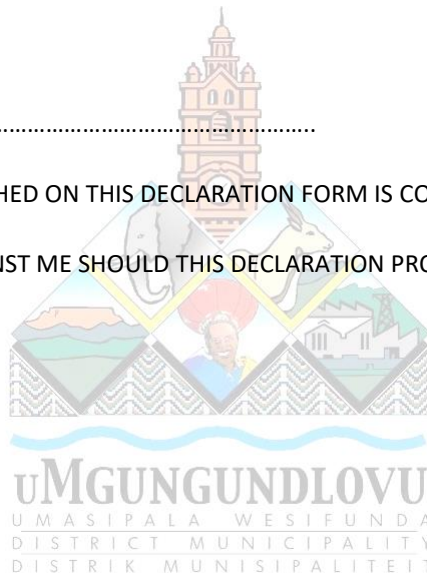 ………………………………………………..
HED ON THIS DECLARATION FORM IS CO
NST ME SHOULD THIS DECLARATION PRO
UMGUNGUNDLOVU
UMASIPALA WESIFUNDA
DISTRICT MUNICIPALITY
DISTRIK MUNISIPALITEIT